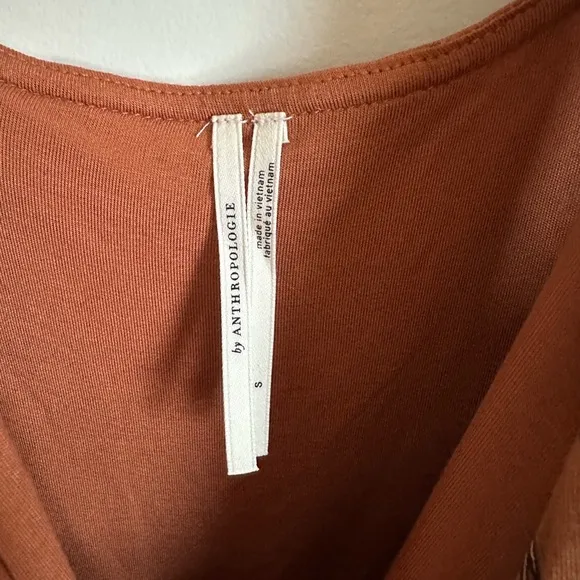 by ANTHROPOLOGIE
made in vietnam
fabriqué au vietnam
S